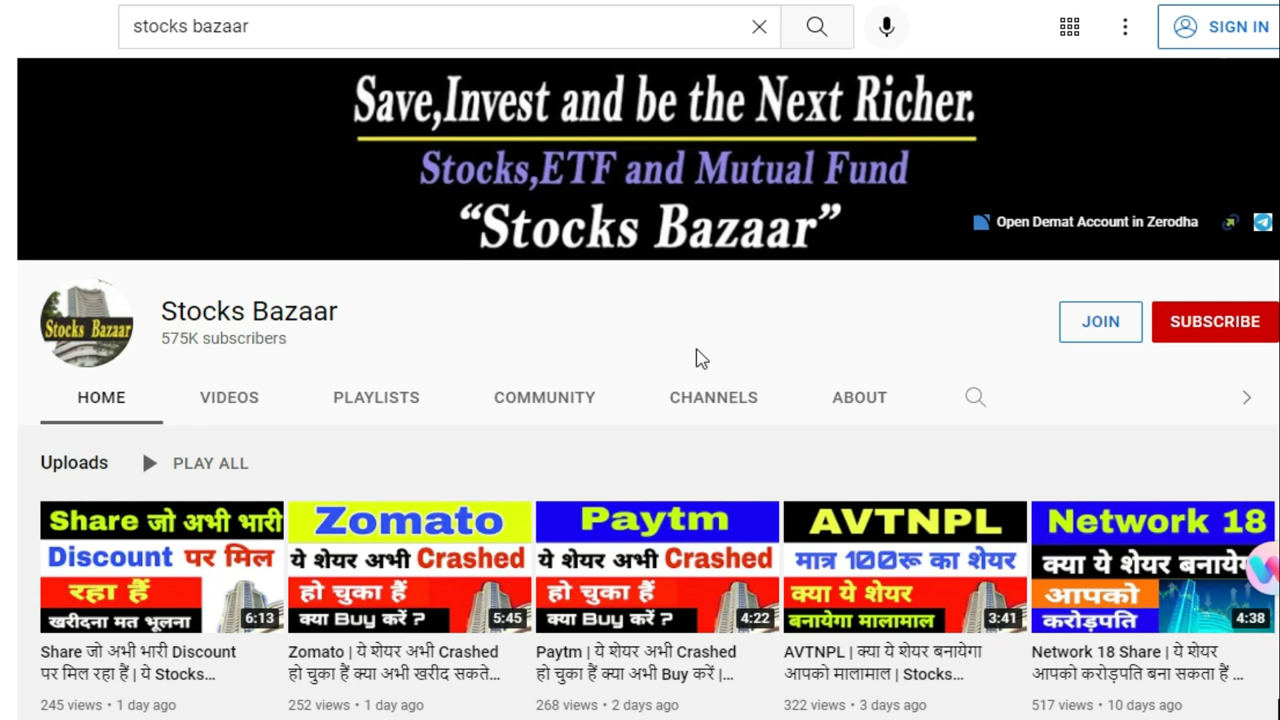 stocks bazaar
SIGN IN
Save,Invest and be the Next Richer.
Stocks,ETF and Mutual Fund
“Stocks Bazaar”
Open Demat Account in Zerodha
Stocks Bazaar
Stocks Bazaar
575K subscribers
JOIN
SUBSCRIBE
HOME
VIDEOS
PLAYLISTS
COMMUNITY
CHANNELS
ABOUT
Uploads
PLAY ALL
Share जो अभी भारी
Discount पर मिल
रहा हैं
खरीदना मत भूलना
6:13
Zomato
ये शेयर अभी Crashed
हो चुका हैं
क्या Buy करें ?
5:45
Paytm
ये शेयर अभी Crashed
हो चुका हैं
क्या Buy करें ?
4:22
AVTNPL
मात्र 100रू का शेयर
क्या ये शेयर
बनायेगा मालामाल
3:41
Network 18
क्या ये शेयर
आपको
करोड़पति
4:38
Share जो अभी भारी Discount
पर मिल रहा हैं | ये Stocks...
245 views • 1 day ago
Zomato | ये शेयर अभी Crashed
हो चुका हैं क्या अभी खरीद सकते...
252 views • 1 day ago
Paytm | ये शेयर अभी Crashed
हो चुका हैं क्या अभी Buy करें |...
268 views • 2 days ago
AVTNPL | क्या ये शेयर बनायेगा
आपको मालामाल | Stocks...
322 views • 3 days ago
Network 18 Share | ये शेयर
आपको करोड़पति बना सकता हैं ...
517 views • 10 days ago